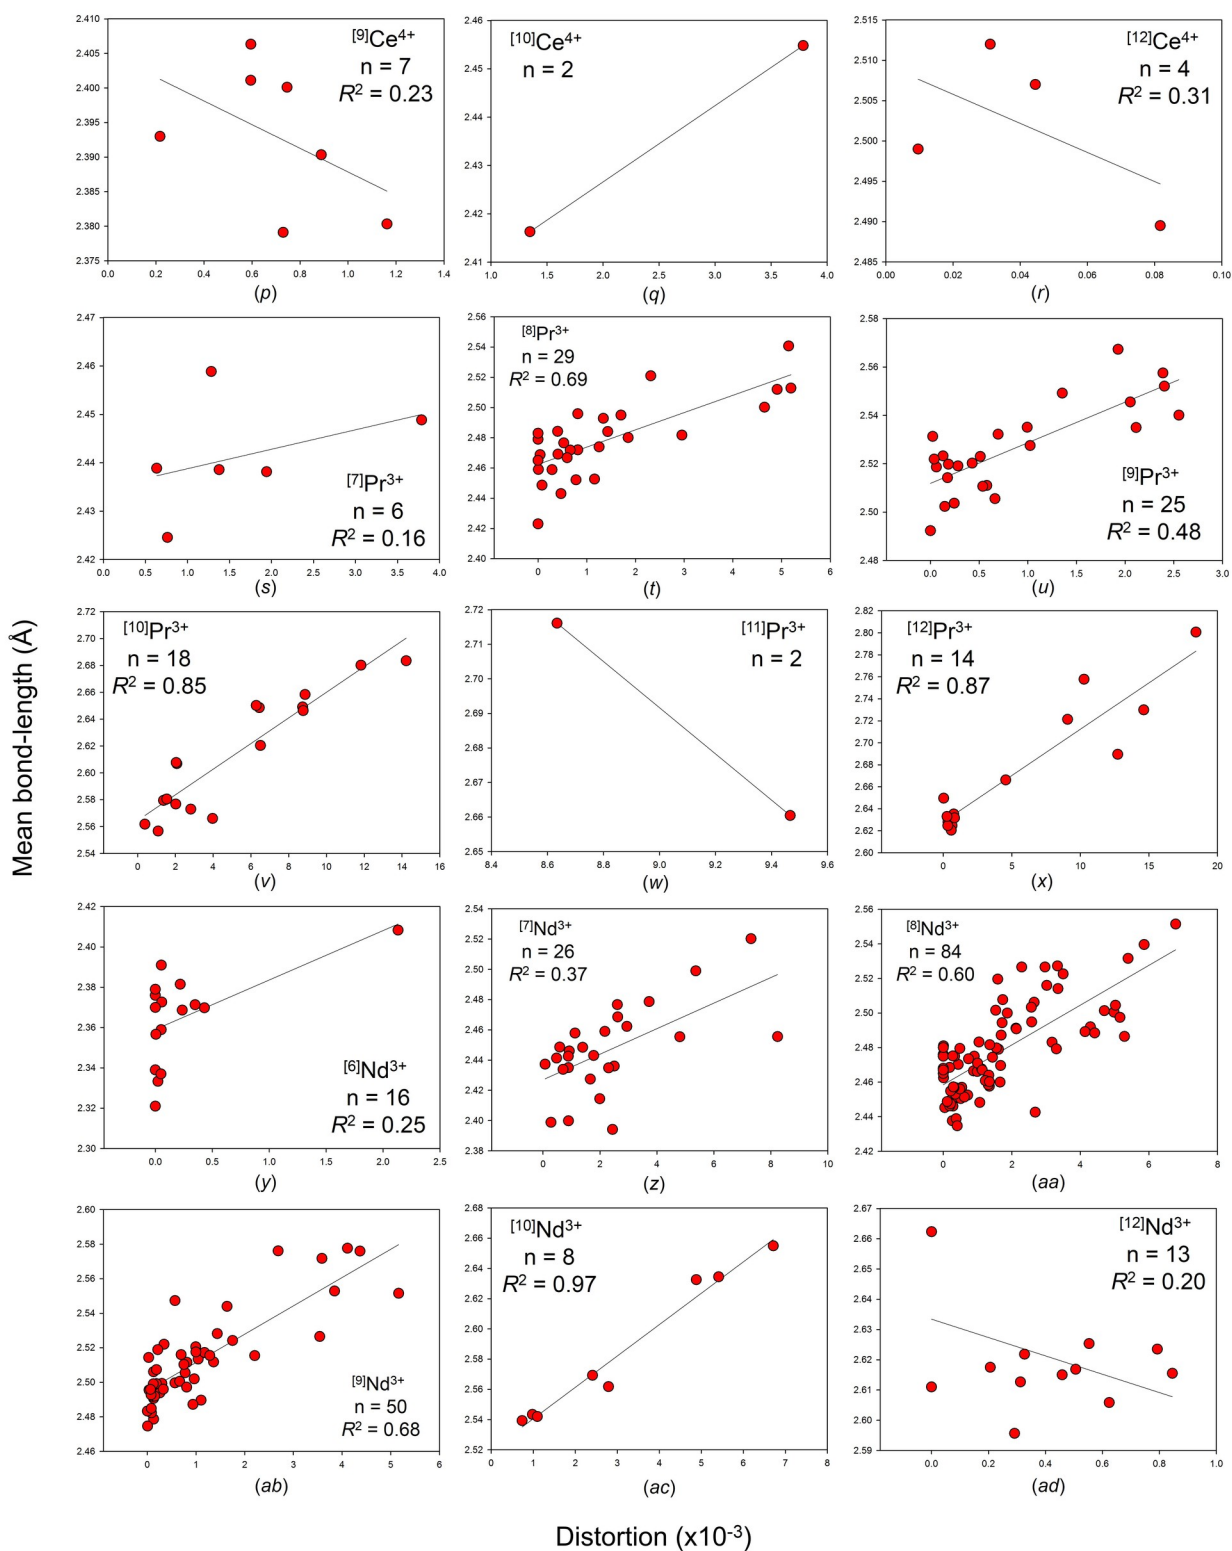 Mean bond-length (Å)
2.410
2.405
2.400
2.395
2.390
2.385
2.380
2.375
0.0 0.2 0.4 0.6 0.8 1.0 1.2 1.4
[9]Ce4+
n = 7
R2 = 0.23
(p)
2.46
2.45
2.44
2.43
2.42
2.41
1.0 1.5 2.0 2.5 3.0 3.5 4.0
[10]Ce4+
n = 2
(q)
2.515
2.510
2.505
2.500
2.495
2.490
2.485
0.00 0.02 0.04 0.06 0.08 0.10
[12]Ce4+
n = 4
R2 = 0.31
(r)
2.47
2.46
2.45
2.44
2.43
2.42
0.0 0.5 1.0 1.5 2.0 2.5 3.0 3.5 4.0
[7]Pr3+
n = 6
R2 = 0.16
(s)
2.56
2.54
2.52
2.50
2.48
2.46
2.44
2.42
2.40
0 1 2 3 4 5 6
[8]Pr3+
n = 29
R2 = 0.69
(t)
2.58
2.56
2.54
2.52
2.50
2.48
0.0 0.5 1.0 1.5 2.0 2.5 3.0
[9]Pr3+
n = 25
R2 = 0.48
(u)
2.72
2.70
2.68
2.66
2.64
2.62
2.60
2.58
2.56
2.54
0 2 4 6 8 10 12 14 16
[10]Pr3+
n = 18
R2 = 0.85
(v)
2.72
2.71
2.70
2.69
2.68
2.67
2.66
2.65
8.4 8.6 8.8 9.0 9.2 9.4 9.6
[11]Pr3+
n = 2
(w)
2.82
2.80
2.78
2.76
2.74
2.72
2.70
2.68
2.66
2.64
2.62
2.60
0 5 10 15 20
[12]Pr3+
n = 14
R2 = 0.87
(x)
2.42
2.40
2.38
2.36
2.34
2.32
2.30
0.0 0.5 1.0 1.5 2.0 2.5
[6]Nd3+
n = 16
R2 = 0.25
(y)
2.54
2.52
2.50
2.48
2.46
2.44
2.42
2.40
2.38
0 2 4 6 8 10
[7]Nd3+
n = 26
R2 = 0.37
(z)
2.56
2.54
2.52
2.50
2.48
2.46
2.44
2.42
0 2 4 6 8
[8]Nd3+
n = 84
R2 = 0.60
(aa)
2.60
2.58
2.56
2.54
2.52
2.50
2.48
2.46
0 1 2 3 4 5 6
[9]Nd3+
n = 50
R2 = 0.68
(ab)
2.68
2.66
2.64
2.62
2.60
2.58
2.56
2.54
2.52
0 1 2 3 4 5 6 7 8
[10]Nd3+
n = 8
R2 = 0.97
(ac)
2.67
2.66
2.65
2.64
2.63
2.62
2.61
2.60
2.59
0.0 0.2 0.4 0.6 0.8 1.0
[12]Nd3+
n = 13
R2 = 0.20
(ad)
Distortion (x10-3)